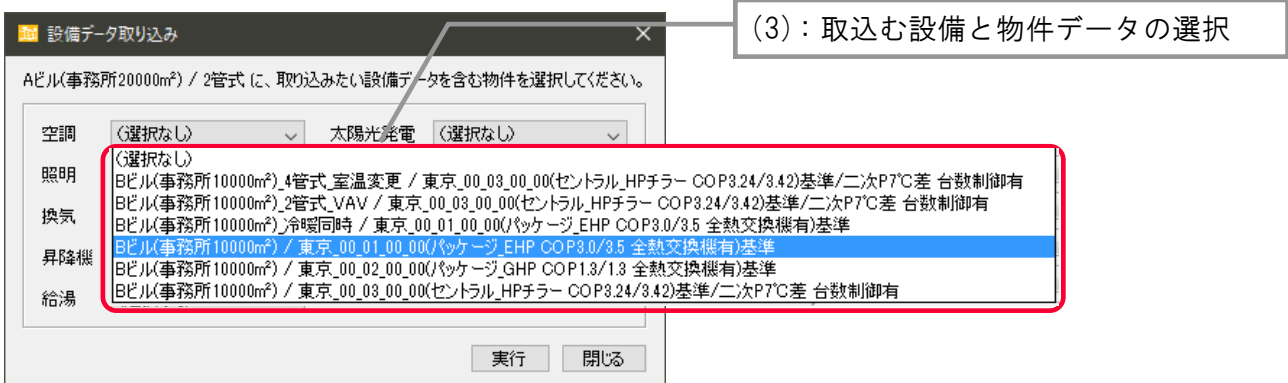 設備データ取り込み
(3)：取込む設備と物件データの選択
Aビル(事務所20000m²) / 2管式 に、取り込みたい設備データを含む物件を選択してください。
空調 (選択なし) 太陽光発電 (選択なし)
照明
換気
昇降機
給湯
(選択なし)
Bビル(事務所10000m²)_4管式_室温変更 / 東京_00_03_00_00(セントラル_HPチラー COP3.24/3.42)基準/二次P7℃差 台数制御有
Bビル(事務所10000m²)_2管式_VAV / 東京_00_03_00_00(セントラル_HPチラー COP3.24/3.42)基準/二次P7℃差 台数制御有
Bビル(事務所10000m²)_冷暖同時 / 東京_00_01_00_00(パッケージ_EHP COP3.0/3.5 全熱交換機有)基準
Bビル(事務所10000m²) / 東京_00_01_00_00(パッケージ_EHP COP3.0/3.5 全熱交換機有)基準
Bビル(事務所10000m²) / 東京_00_02_00_00(パッケージ_GHP COP1.3/1.3 全熱交換機有)基準
Bビル(事務所10000m²) / 東京_00_03_00_00(セントラル_HPチラー COP3.24/3.42)基準/二次P7℃差 台数制御有
実行 閉じる